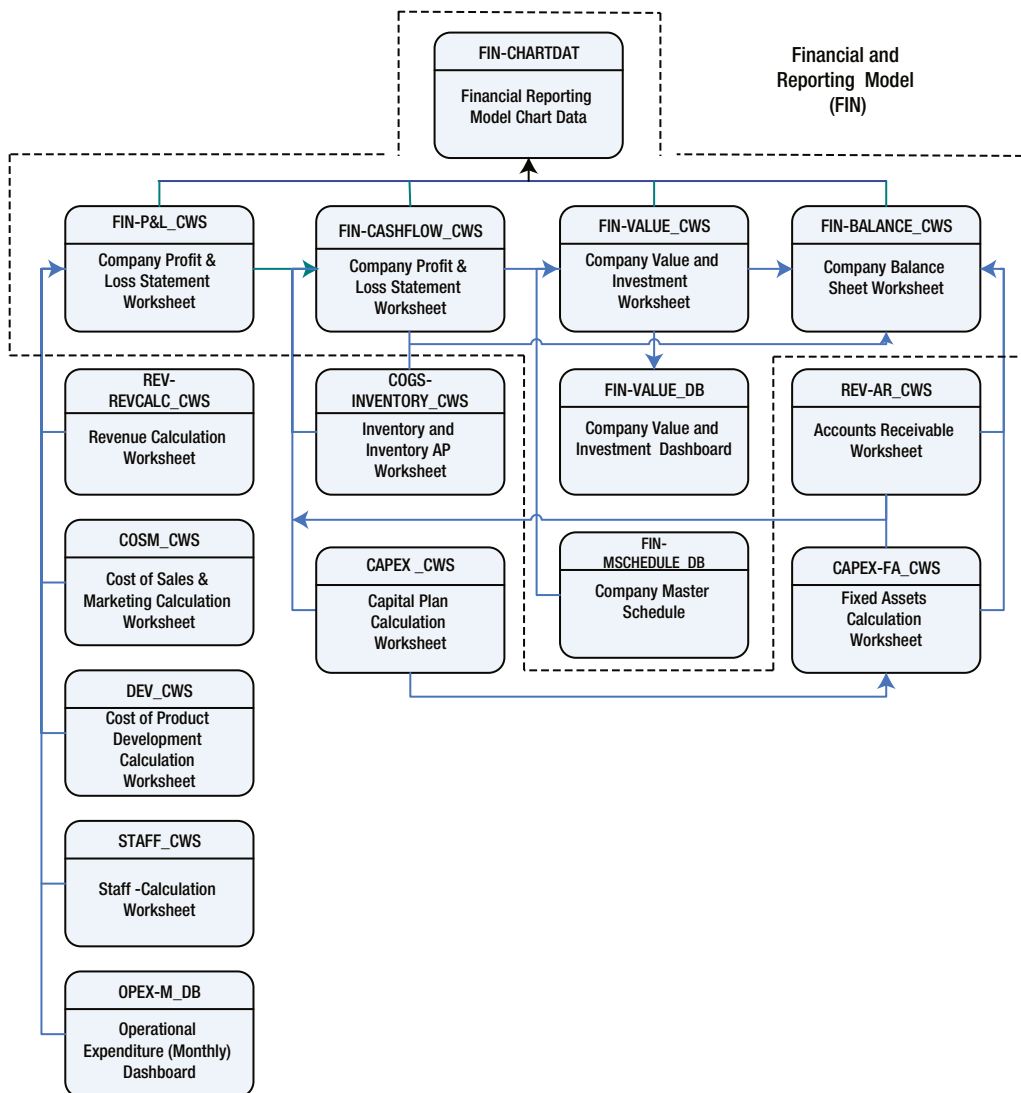 FIN-CHARTDAT
Financial Reporting
Model Chart Data
Financial and
Reporting Model
(FIN)
FIN-P&L_CWS
Company Profit &
Loss Statement
Worksheet
FIN-CASHFLOW_CWS
Company Profit &
Loss Statement
Worksheet
FIN-VALUE_CWS
Company Value and
Investment
Worksheet
FIN-BALANCE_CWS
Company Balance
Sheet Worksheet
REV-
REVCALC_CWS
Revenue Calculation
Worksheet
COGS-
INVENTORY_CWS
Inventory and
Inventory AP
Worksheet
FIN-VALUE_DB
Company Value and
Investment Dashboard
REV-AR_CWS
Accounts Receivable
Worksheet
COSM_CWS
Cost of Sales &
Marketing Calculation
Worksheet
CAPEX _CWS
Capital Plan
Calculation
Worksheet
FIN-
MSCHEDULE_DB
Company Master
Schedule
CAPEX-FA_CWS
Fixed Assets
Calculation
Worksheet
DEV_CWS
Cost of Product
Development
Calculation
Worksheet
STAFF_CWS
Staff -Calculation
Worksheet
OPEX-M_DB
Operational
Expenditure (Monthly)
Dashboard